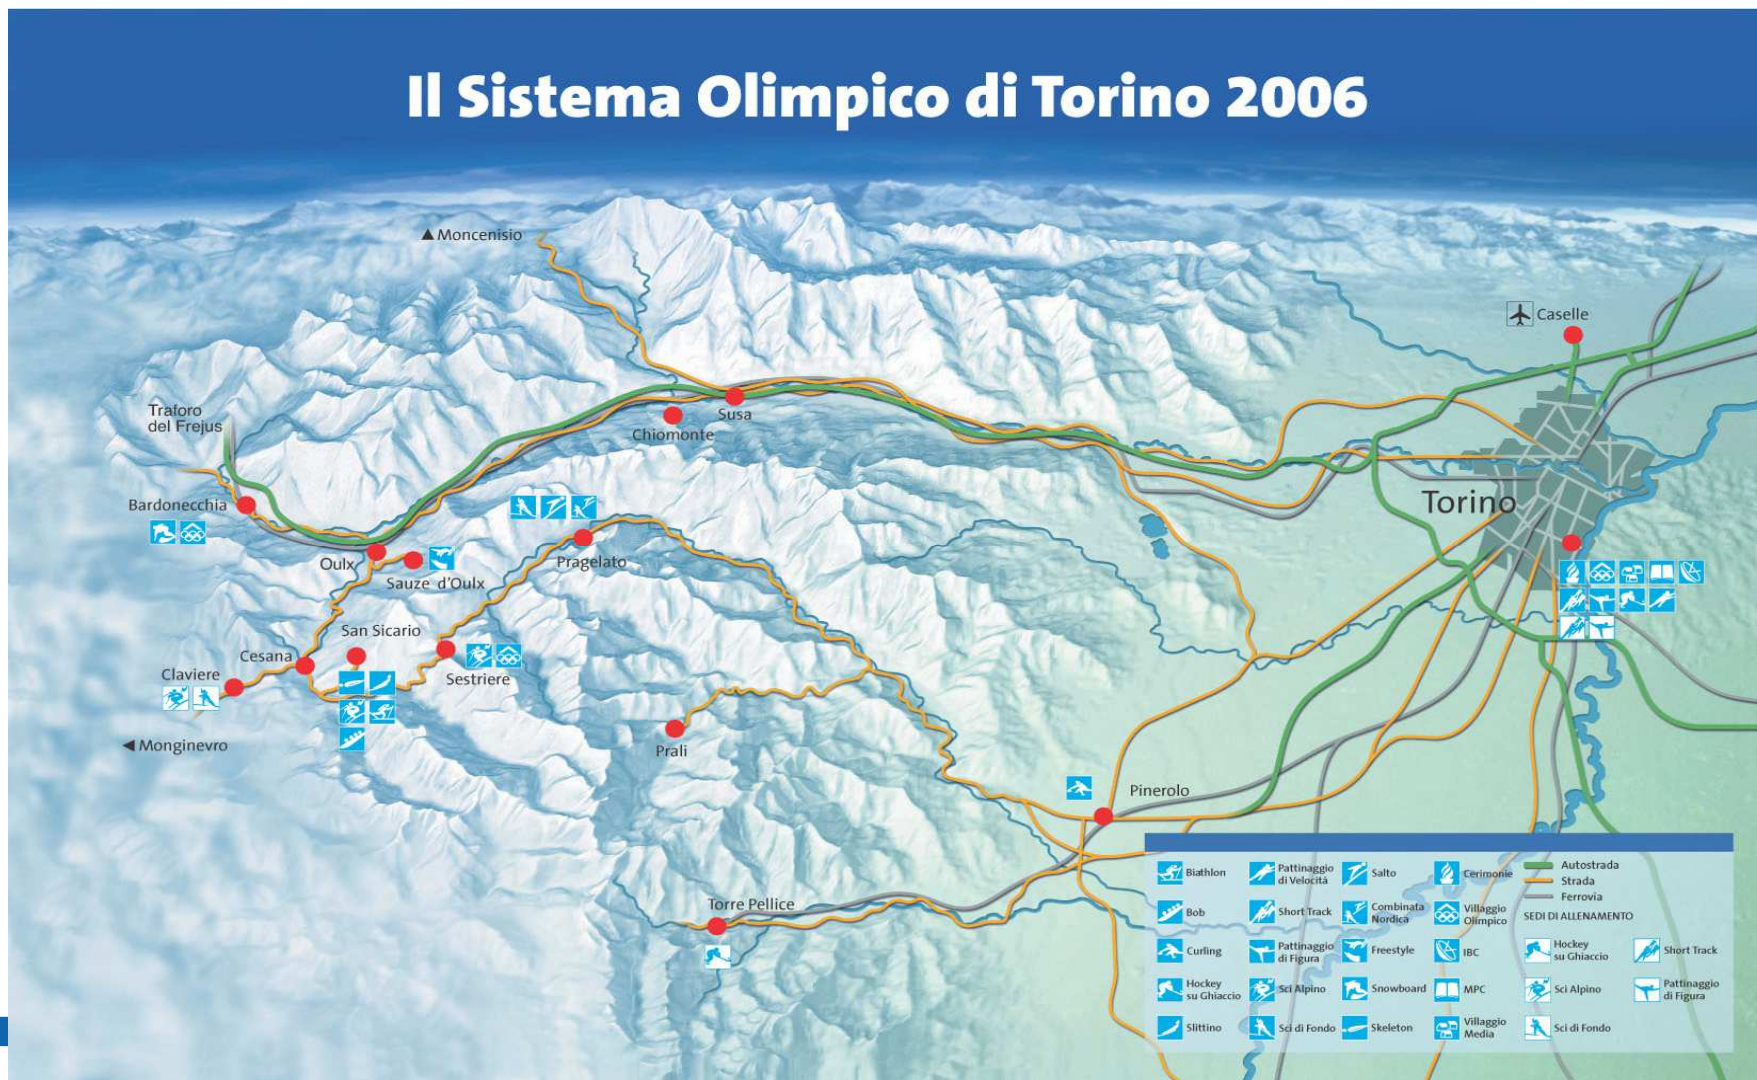 Il Sistema Olimpico di Torino 2006
Moncenisio
Caselle
Traforo
del Frejus
Susa
Chiomonte
Bardonecchia
Torino
Oulx
Sauze d'Oulx
Pragelato
San Sicario
Cesana
Claviere
Sestriere
Monginevro
Prali
Pinerolo
Torre Pellice
Biathlon
Bob
Curling
Hockey
su Ghiaccio
Slittino
Pattinaggio
di Velocitá
Short Track
Pattinaggio
di Figura
Sci Alpino
Sci di Fondo
Salto
Combinata
Nordica
Freestyle
Snowboard
Skeleton
Cerimonie
Villaggio
Olimpico
IBC
MPC
Villaggio
Media
Autostrada
Strada
Ferrovia
SEDI DI ALLENAMENTO
Hockey
su Ghiaccio
Sci Alpino
Sci di Fondo
Short Track
Pattinaggio
di Figura